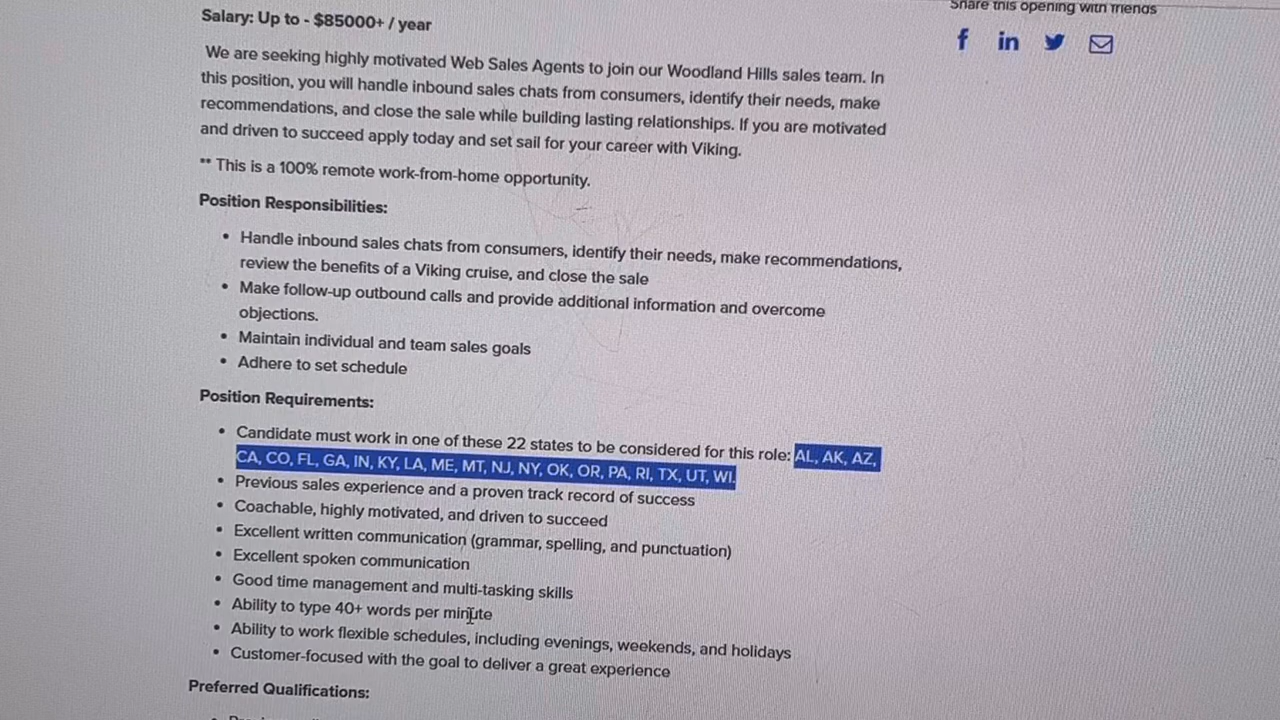 Share this opening with friends
Salary: Up to - $85000+ / year
We are seeking highly motivated Web Sales Agents to join our Woodland Hills sales team. In
this position, you will handle inbound sales chats from consumers, identify their needs, make
recommendations, and close the sale while building lasting relationships. If you are motivated
and driven to succeed apply today and set sail for your career with Viking.
** This is a 100% remote work-from-home opportunity.
Position Responsibilities:
• Handle inbound sales chats from consumers, identify their needs, make recommendations,
review the benefits of a Viking cruise, and close the sale
• Make follow-up outbound calls and provide additional information and overcome
objections.
• Maintain individual and team sales goals
• Adhere to set schedule
Position Requirements:
• Candidate must work in one of these 22 states to be considered for this role: AL, AK, AZ,
CA, CO, FL, GA, IN, KY, LA, ME, MT, NJ, NY, OK, OR, PA, RI, TX, UT, WI.
• Previous sales experience and a proven track record of success
• Coachable, highly motivated, and driven to succeed
• Excellent written communication (grammar, spelling, and punctuation)
• Excellent spoken communication
• Good time management and multi-tasking skills
• Ability to type 40+ words per minute
• Ability to work flexible schedules, including evenings, weekends, and holidays
• Customer-focused with the goal to deliver a great experience
Preferred Qualifications: